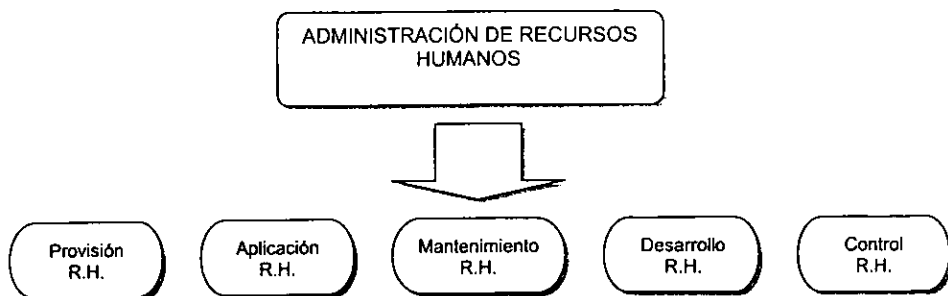 ADMINISTRACIÓN DE RECURSOS
HUMANOS
Provisión
R.H.
Aplicación
R.H.
Mantenimiento
R.H.
Desarrollo
R.H.
Control
R.H.